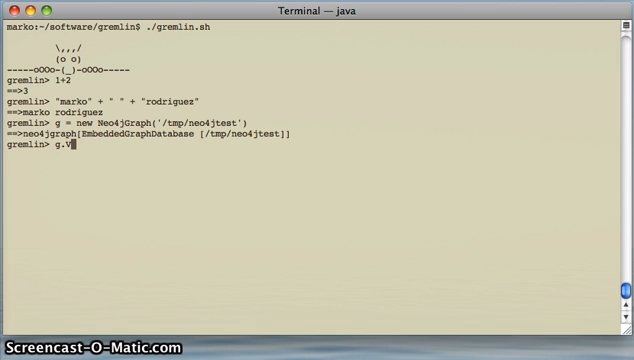 Terminal — java
marko:~/software/gremlin$ ./gremlin.sh
\,,,/
(o o)
-----oOOo-(_)-oOOo-----
gremlin> 1+2
==>3
gremlin> "marko" + " " + "rodriguez"
==>marko rodriguez
gremlin> g = new Neo4jGraph('/tmp/neo4jtest')
==>neo4jgraph[EmbeddedGraphDatabase [/tmp/neo4jtest]]
gremlin> g.V
Screencast-O-Matic.com